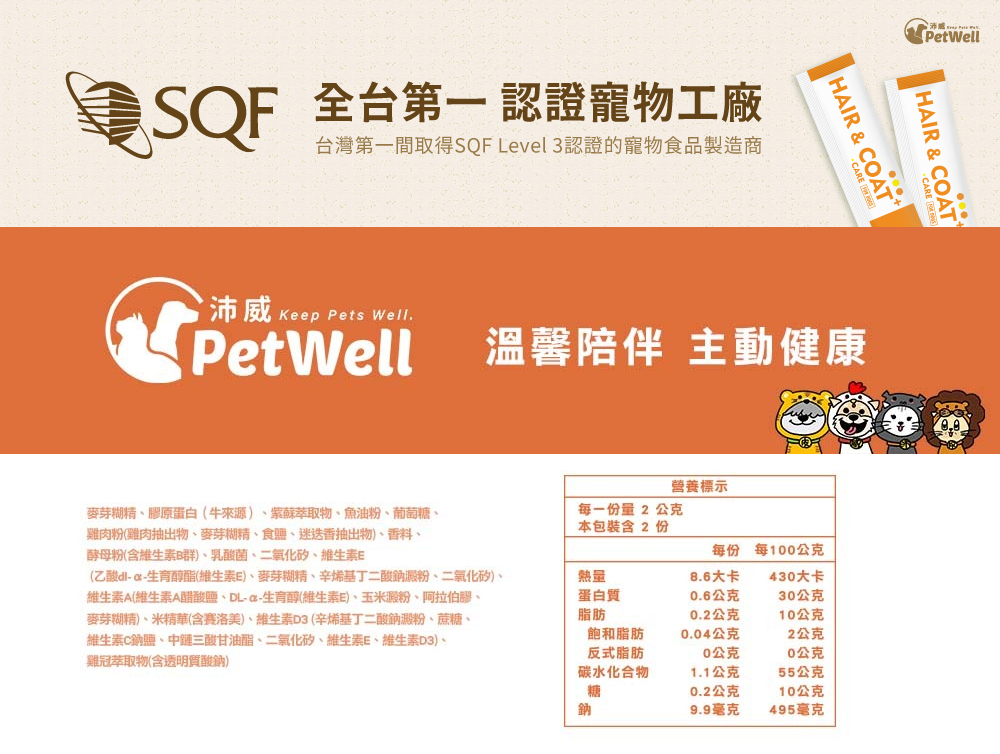 沛威 Keep Pets Well.
PetWell
SQF 全台第一 認證寵物工廠
台灣第一間取得SQF Level 3認證的寵物食品製造商
HAIR & COAT+
CARE FOR DOG
HAIR & COAT+
CARE FOR DOG
沛威 Keep Pets Well.
PetWell
溫馨陪伴 主動健康
麥芽糊精、膠原蛋白(牛來源)、紫蘇萃取物、魚油粉、葡萄糖、
雞肉粉(雞肉抽出物、麥芽糊精、食鹽、迷迭香抽出物)、香料、
酵母粉(含維生素B群)、乳酸菌、二氧化矽、維生素E
(乙酸dl-α-生育醇酯(維生素E)、麥芽糊精、辛烯基丁二酸鈉澱粉、二氧化矽)、
維生素A(維生素A醋酸鹽、DL-α-生育醇(維生素E)、玉米澱粉、阿拉伯膠、
麥芽糊精)、米精華(含賽洛美)、維生素D3 (辛烯基丁二酸鈉澱粉、蔗糖、
維生素C鈉鹽、中鏈三酸甘油酯、二氧化矽、維生素E、維生素D3)、
雞冠萃取物(含透明質酸鈉)
營養標示
每一份量 2 公克
本包裝含 2 份
每份 每100公克
熱量 8.6大卡 430大卡
蛋白質 0.6公克 30公克
脂肪 0.2公克 10公克
飽和脂肪 0.04公克 2公克
反式脂肪 0公克 0公克
碳水化合物 1.1公克 55公克
糖 0.2公克 10公克
鈉 9.9毫克 495毫克